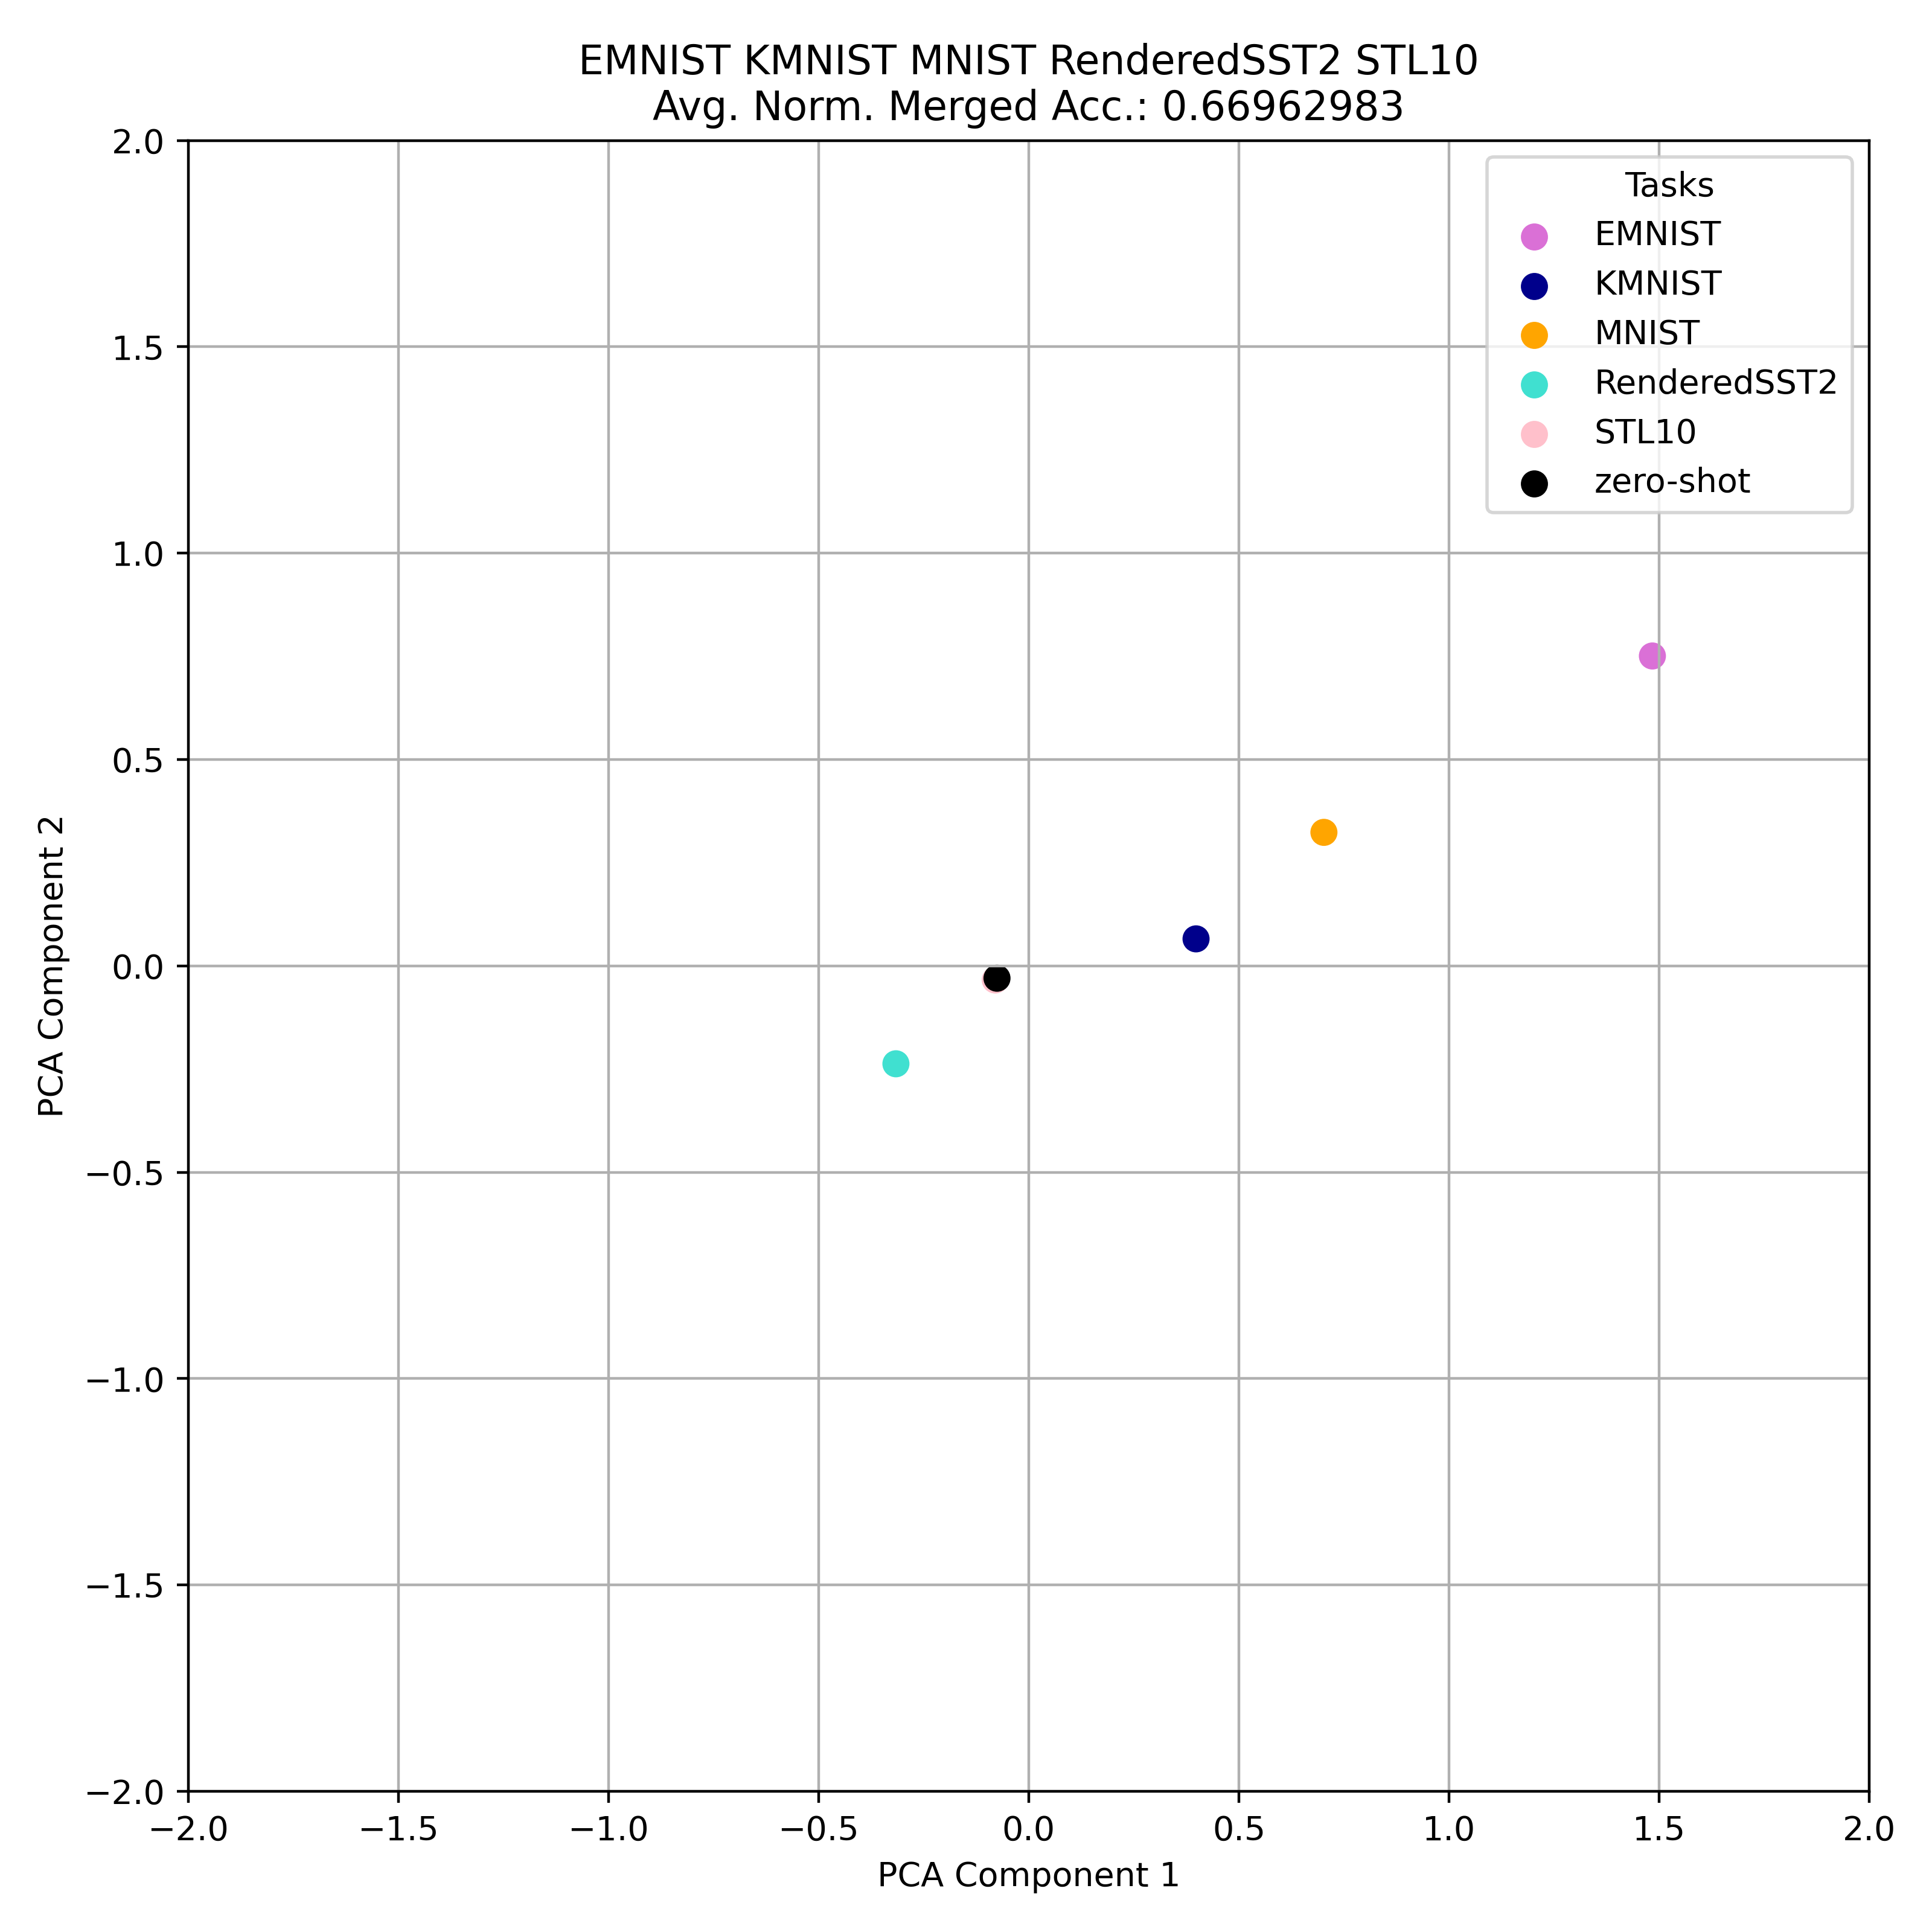 EMNIST KMNIST MNIST RenderedSST2 STL10
Avg. Norm. Merged Acc.: 0.66962983
Tasks
EMNIST
KMNIST
MNIST
RenderedSST2
STL10
zero-shot
2.0
1.5
1.0
0.5
0.0
−0.5
−1.0
−1.5
−2.0
PCA Component 2
−2.0 −1.5 −1.0 −0.5 0.0 0.5 1.0 1.5 2.0
PCA Component 1